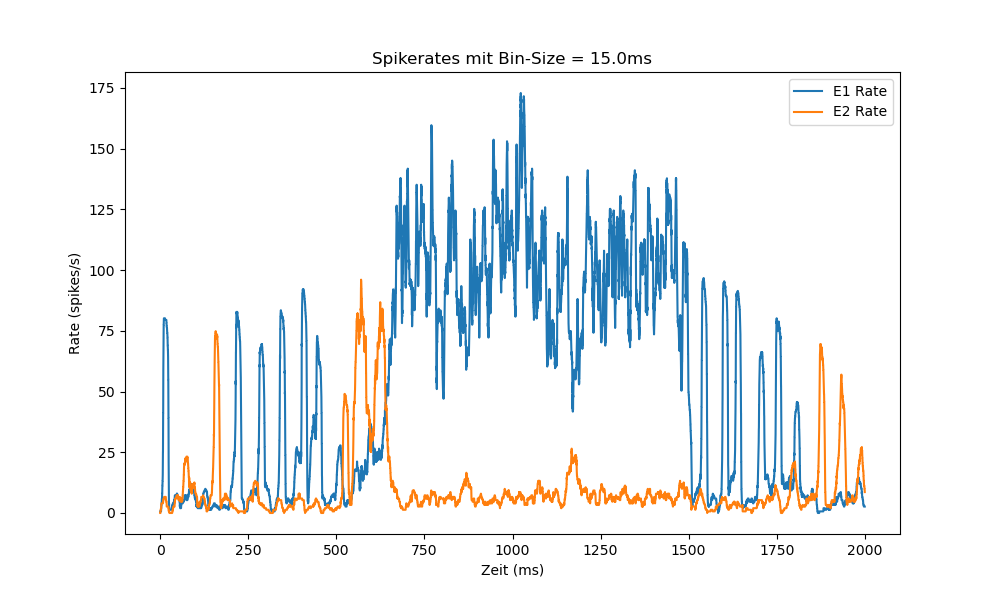 Spikerates mit Bin-Size = 15.0ms
E1 Rate
E2 Rate
175
150
125
100
75
50
25
0
Rate (spikes/s)
0 250 500 750 1000 1250 1500 1750 2000
Zeit (ms)